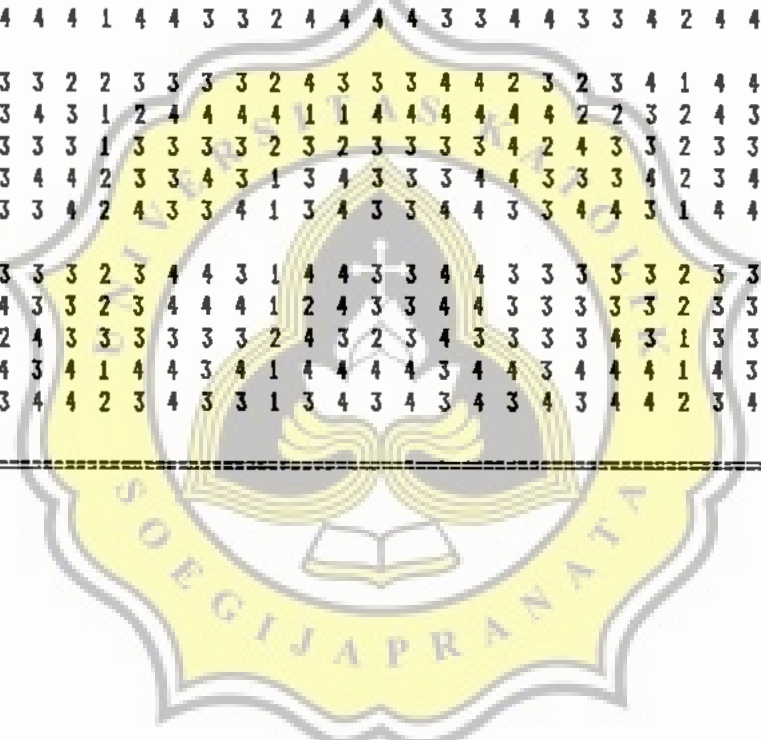 4 4 4 1 4 4 3 3 2 4 4 4 4 3 3 4 4 3 3 4 2 4 4
3 3 2 2 3 3 3 3 2 4 3 3 3 4 4 2 3 2 3 4 1 4 4
3 4 3 1 2 4 4 4 4 1 1 4 4 4 4 4 4 2 2 3 2 4 3
3 3 3 1 3 3 3 3 2 3 2 3 3 3 3 4 2 4 3 3 2 3 3
3 4 4 2 3 3 4 3 1 3 4 3 3 3 4 4 3 3 3 4 2 3 4
3 3 4 2 4 3 3 4 1 3 4 3 3 4 4 3 3 4 4 3 1 4 4
3 3 3 2 3 4 4 3 1 4 4 3 3 4 4 3 3 3 3 3 2 3 3
4 3 3 2 3 4 4 4 1 2 4 3 3 4 4 3 3 3 3 3 2 3 3
2 4 3 3 3 3 3 3 2 4 3 2 3 4 3 3 3 3 4 3 1 3 3
4 3 4 1 4 4 3 4 1 4 4 4 4 3 4 4 3 4 4 4 1 4 3
3 4 4 2 3 4 3 3 1 3 4 3 4 3 4 3 4 3 4 4 2 3 4
UNIVERSITAS KATOLIK
SOEGIJAPRANATA